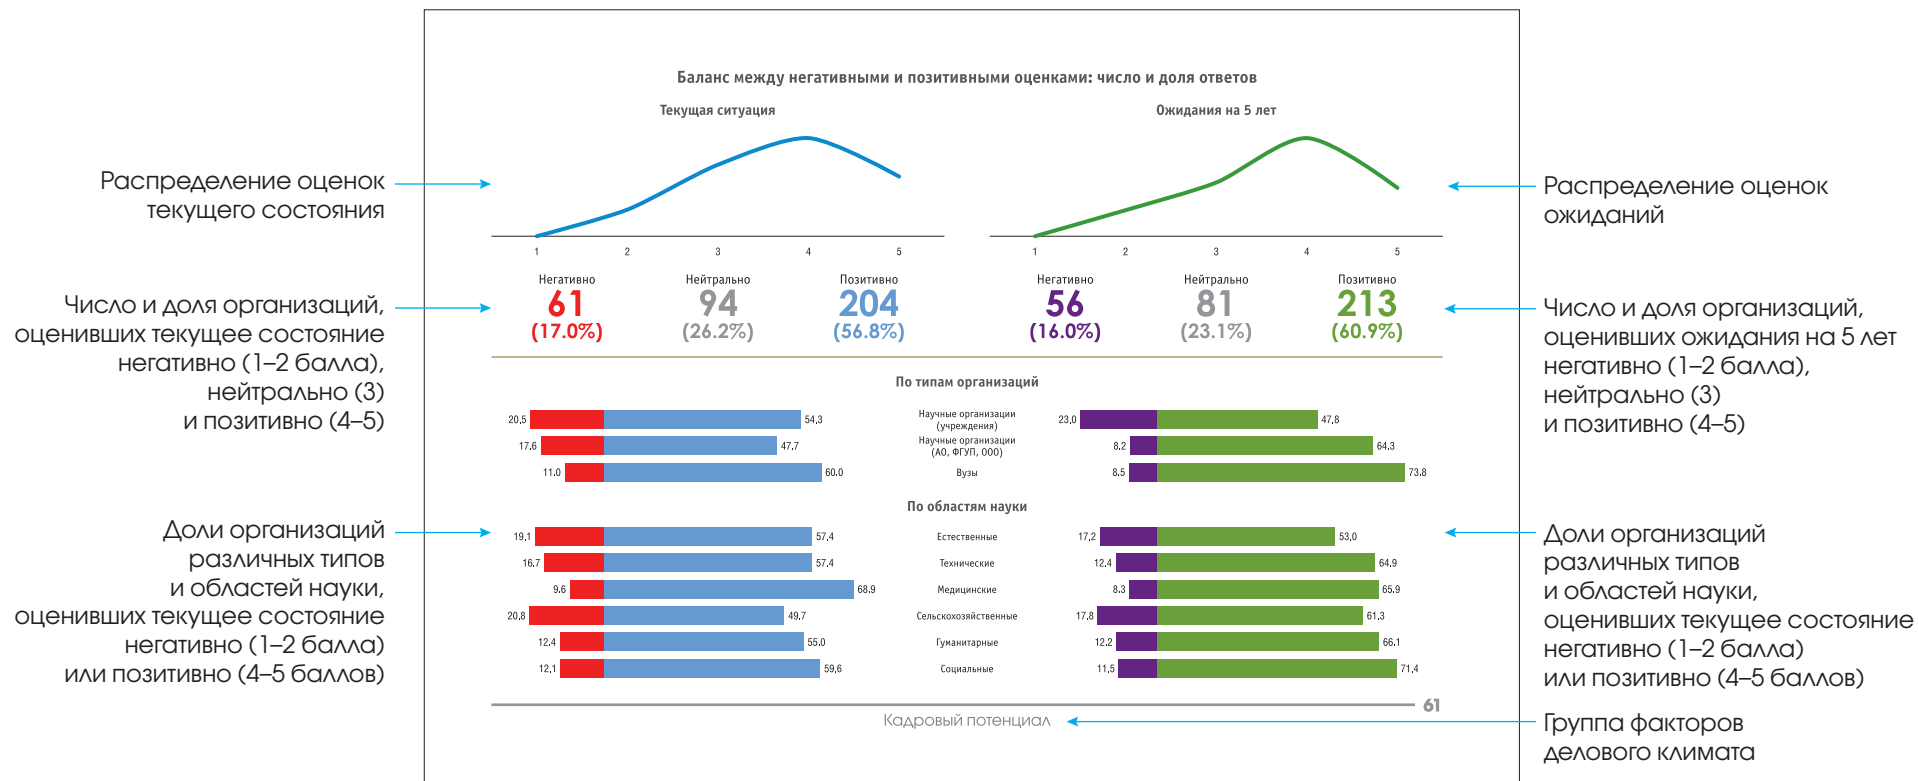 Баланс между негативными и позитивными оценками: число и доля ответов
Текущая ситуация
Ожидания на 5 лет
Распределение оценок
текущего состояния
Распределение оценок
ожиданий
1 2 3 4 5
1 2 3 4 5
Негативно Нейтрально Позитивно
61 94 204
(17.0%) (26.2%) (56.8%)
Негативно Нейтрально Позитивно
56 81 213
(16.0%) (23.1%) (60.9%)
Число и доля организаций,
оценивших текущее состояние
негативно (1–2 балла),
нейтрально (3)
и позитивно (4–5)
Число и доля организаций,
оценивших ожидания на 5 лет
негативно (1–2 балла),
нейтрально (3)
и позитивно (4–5)
По типам организаций
20,5 54,3 Научные организации 23,0 47,8
(учреждения)
17,6 47,7 Научные организации 8,2 64,3
(АО, ФГУП, ООО)
11,0 60,0 Вузы 8,5 73,8
По областям науки
19,1 57,4 Естественные 17,2 53,0
16,7 57,4 Технические 12,4 64,9
9,6 68,9 Медицинские 8,3 65,9
20,8 49,7 Сельскохозяйственные 17,8 61,3
12,4 55,0 Гуманитарные 12,2 66,1
12,1 59,6 Социальные 11,5 71,4
Доли организаций
различных типов
и областей науки,
оценивших текущее состояние
негативно (1–2 балла)
или позитивно (4–5 баллов)
Доли организаций
различных типов
и областей науки,
оценивших текущее состояние
негативно (1–2 балла)
или позитивно (4–5 баллов)
61
Кадровый потенциал
Группа факторов
делового климата